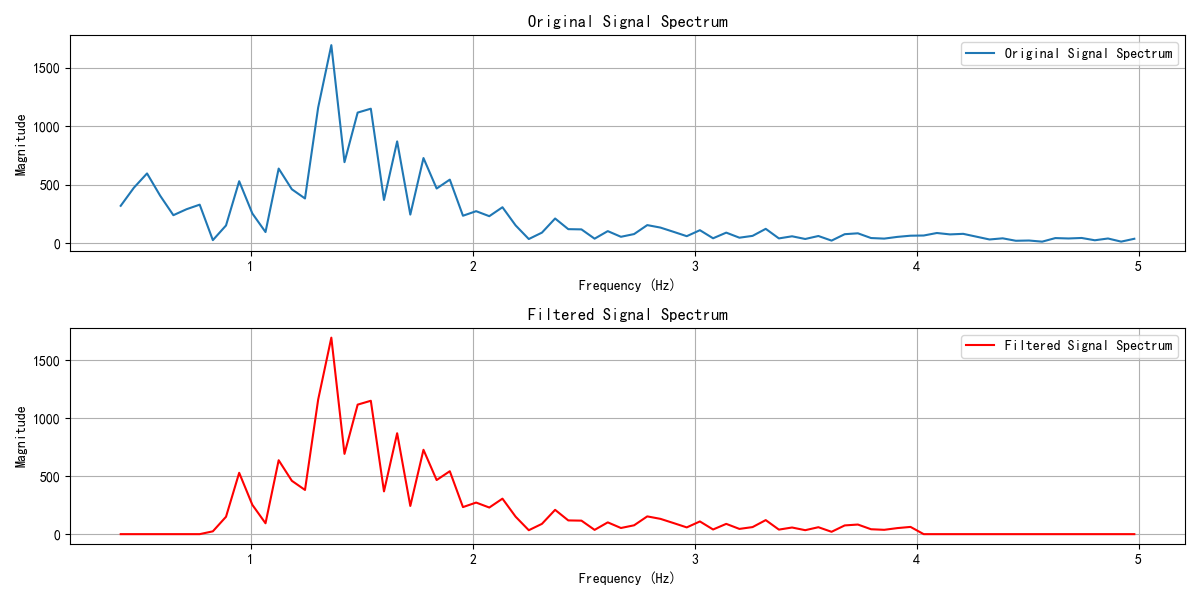 Original Signal Spectrum
Original Signal Spectrum
1500
1000
500
0
Magnitude
1 2 3 4 5
Frequency (Hz)
Filtered Signal Spectrum
Filtered Signal Spectrum
1500
1000
500
0
Magnitude
1 2 3 4 5
Frequency (Hz)